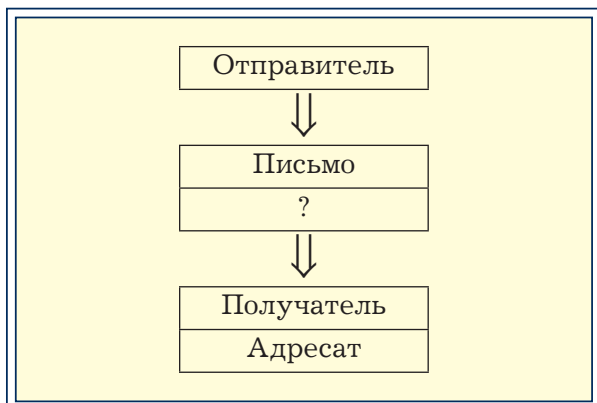 Отправитель
Письмо
?
Получатель
Адресат